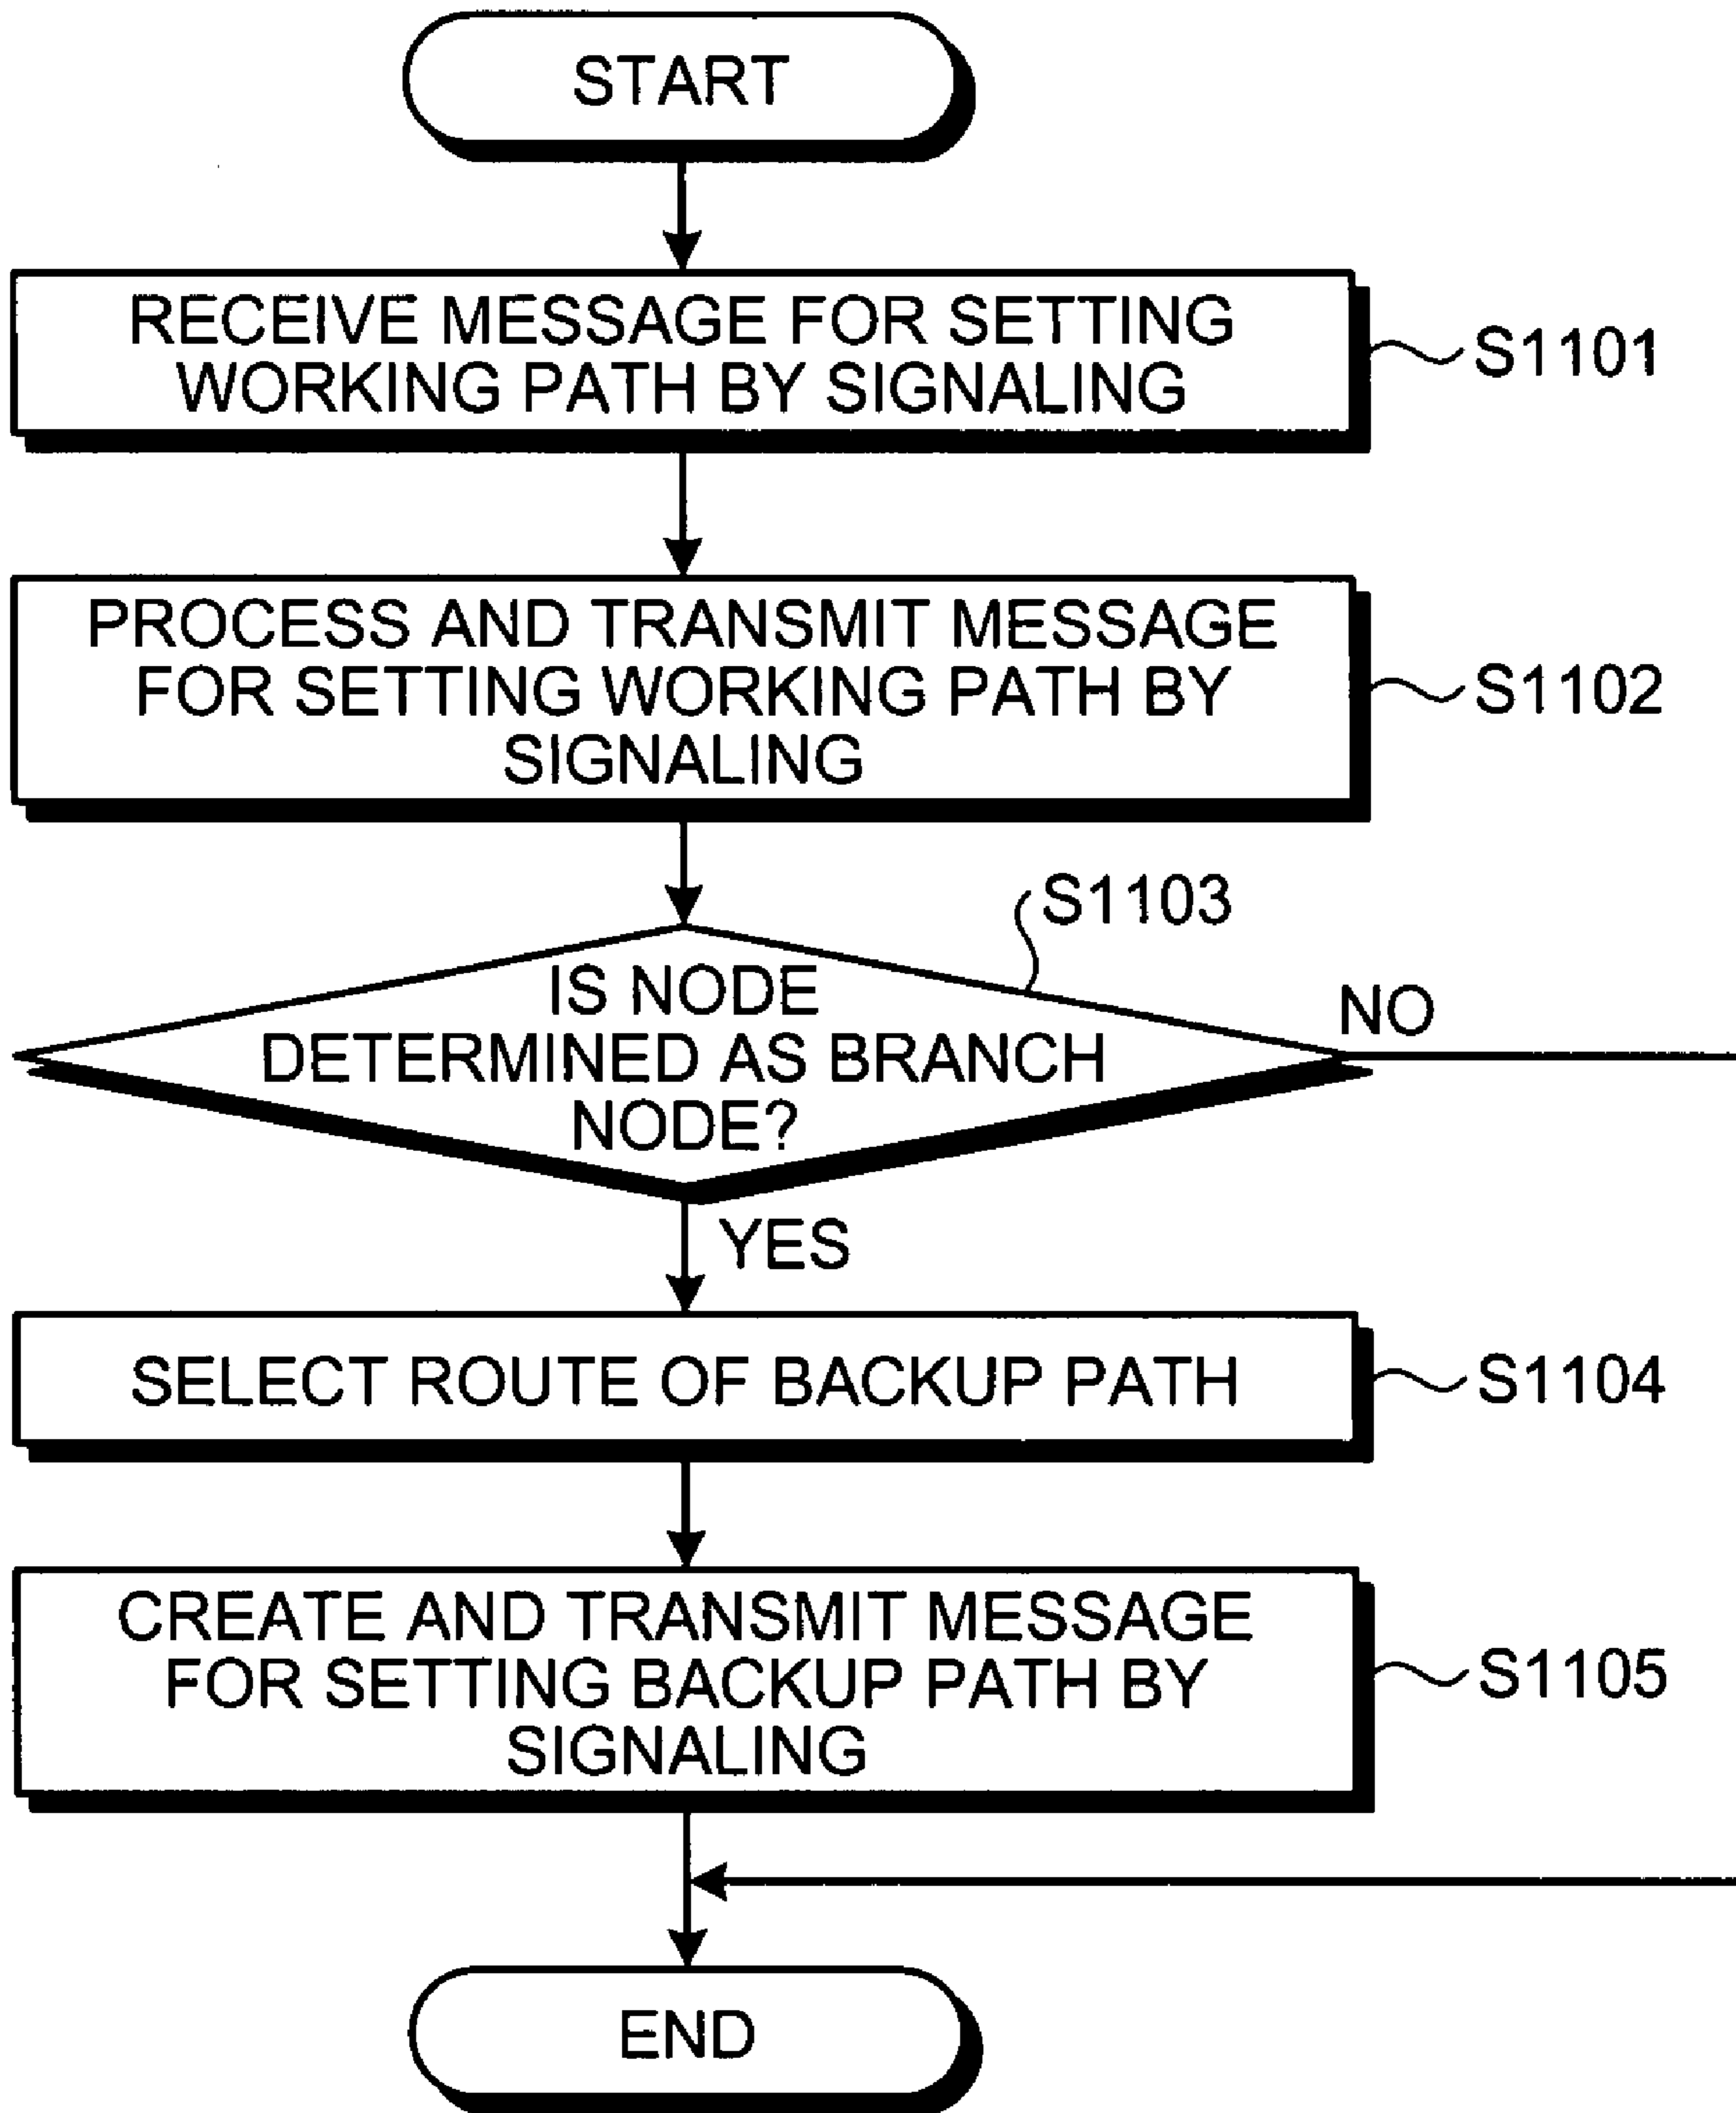 START
RECEIVE MESSAGE FOR SETTING
WORKING PATH BY SIGNALING
S1101
PROCESS AND TRANSMIT MESSAGE
FOR SETTING WORKING PATH BY
SIGNALING
S1102
S1103
IS NODE
DETERMINED AS BRANCH
NODE?
NO
YES
SELECT ROUTE OF BACKUP PATH
S1104
CREATE AND TRANSMIT MESSAGE
FOR SETTING BACKUP PATH BY
SIGNALING
S1105
END